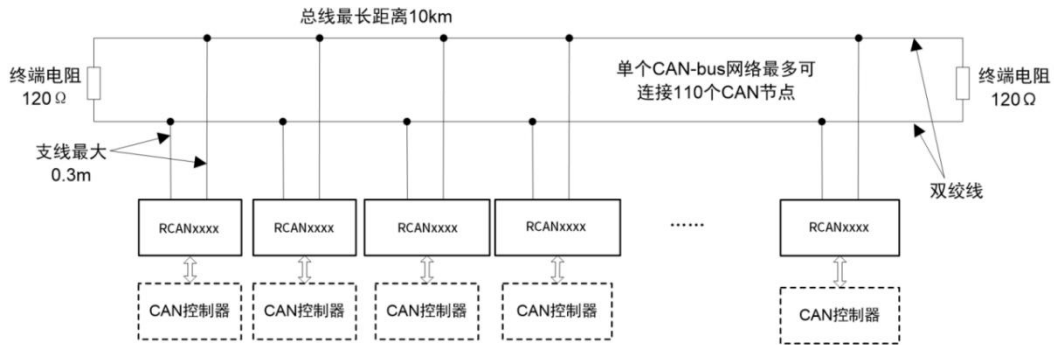 总线最长距离10km
终端电阻
120Ω
单个CAN-bus网络最多可
连接110个CAN节点
终端电阻
120Ω
支线最大
0.3m
双绞线
RCANxxxx
RCANxxxx
RCANxxxx
RCANxxxx
……
RCANxxxx
CAN控制器
CAN控制器
CAN控制器
CAN控制器
CAN控制器